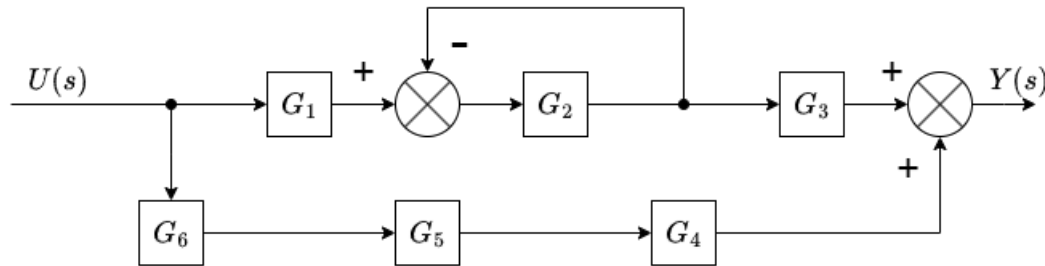 -
U(s) + + Y(s)
G₁ G₂ G₃
+
G₆ G₅ G₄